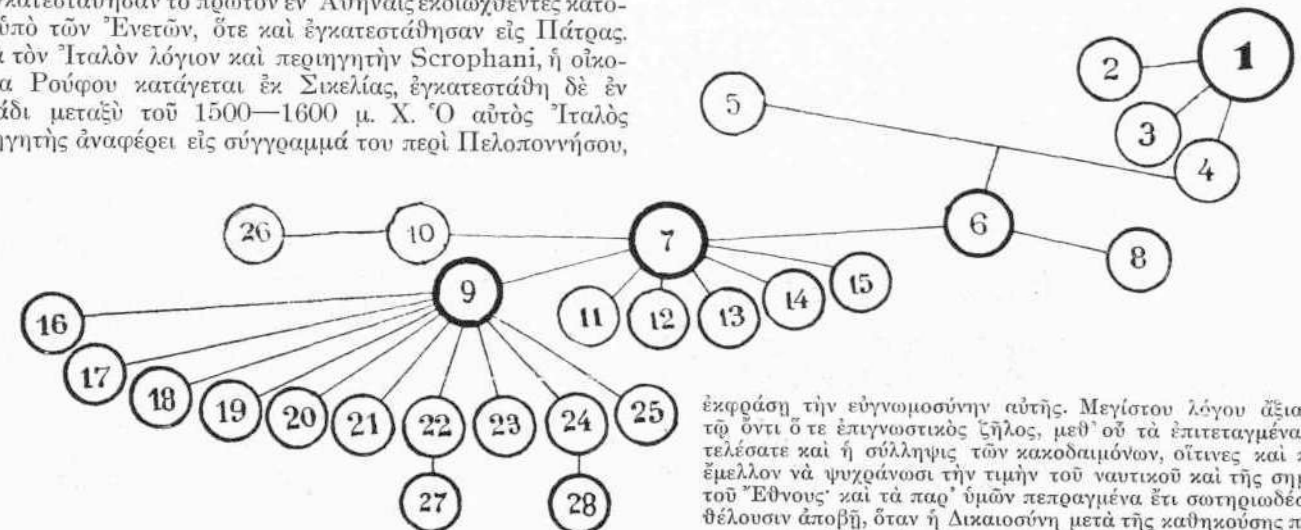 γκατεστάθησαν τὸ πρῶτον ἐν Ἀθήναις ἐκδιωχθέντες κατο-
ὑπὸ τῶν Ἐνετῶν, ὅτε καὶ ἐγκατεστάθησαν εἰς Πάτρας.
τὸν Ἰταλὸν λόγιον καὶ περιηγητὴν Scrophani, ἡ οἰκο-
α Ρούφου κατάγεται ἐκ Σικελίας, ἐγκατεστάθη δὲ ἐν
άδι μεταξὺ τοῦ 1500—1600 μ. Χ. Ὁ αὐτὸς Ἰταλὸς
ηγητὴς ἀναφέρει εἰς σύγγραμμά του περὶ Πελοποννήσου,
1
2
3
4
5
6
7
8
9
10
26
11
12
13
14
15
16
17
18
19
20
21
22
23
24
25
27
28
ἐκφράσῃ τὴν εὐγνωμοσύνην αὐτῆς. Μεγίστου λόγου ἄξια
τῷ ὄντι ὅ τε ἐπιγνωστικὸς ζῆλος, μεθ' οὗ τὰ ἐπιτεταγμένα
τελέσατε καὶ ἡ σύλληψις τῶν κακοδαιμόνων, οἵτινες καὶ
ἔμελλον νὰ ψυχράνωσι τὴν τιμὴν τοῦ ναυτικοῦ καὶ τῆς σημ
τοῦ Ἔθνους· καὶ τὰ παρ' ὑμῶν πεπραγμένα ἔτι σωτηριωδέσ
θέλουσιν ἀποβῇ, ὅταν ἡ Δικαιοσύνη μετὰ τῆς καθηκούσης